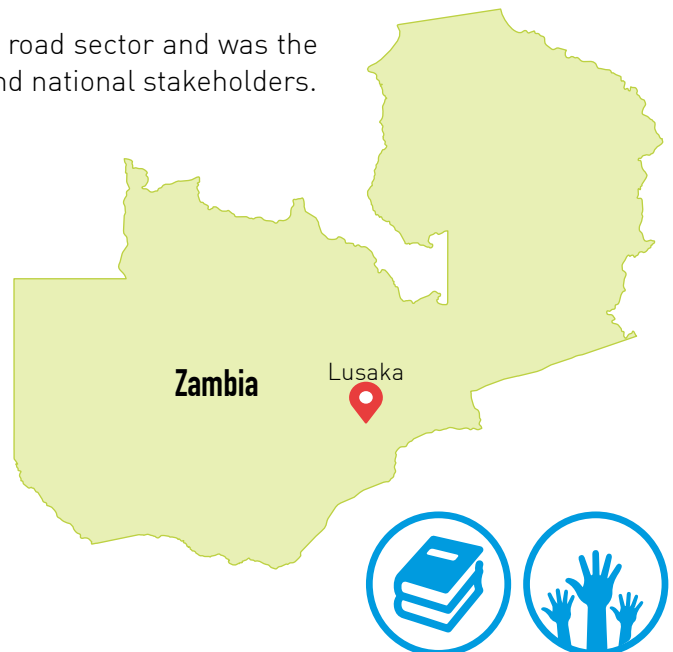 road sector and was the
nd national stakeholders.
Zambia
Lusaka